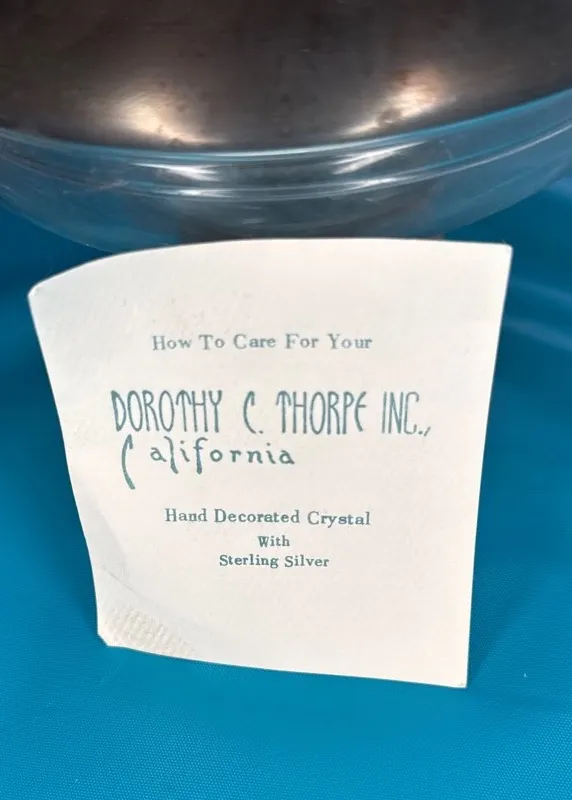 How To Care For Your
DOROTHY C. THORPE INC.,
California
Hand Decorated Crystal
With
Sterling Silver